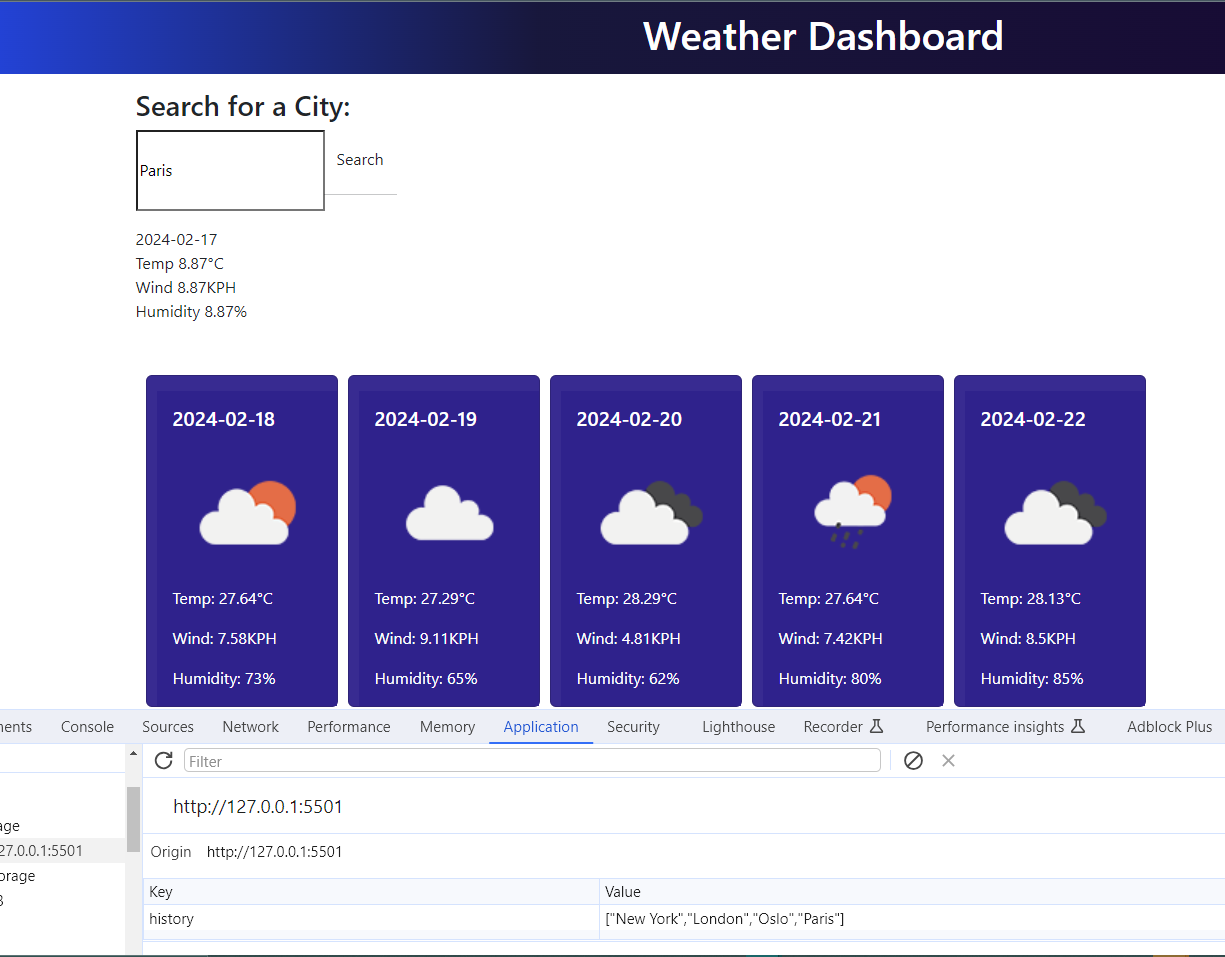 Weather Dashboard
Search for a City:
Paris
Search
2024-02-17
Temp 8.87°C
Wind 8.87KPH
Humidity 8.87%
2024-02-18 2024-02-19 2024-02-20 2024-02-21 2024-02-22
Temp: 27.64°C Temp: 27.29°C Temp: 28.29°C Temp: 27.64°C Temp: 28.13°C
Wind: 7.58KPH Wind: 9.11KPH Wind: 4.81KPH Wind: 7.42KPH Wind: 8.5KPH
Humidity: 73% Humidity: 65% Humidity: 62% Humidity: 80% Humidity: 85%
nents Console Sources Network Performance Memory Application Security Lighthouse Recorder Performance insights Adblock Plus
Filter
http://127.0.0.1:5501
age
27.0.0.1:5501
Origin http://127.0.0.1:5501
orage
Key Value
history ["New York","London","Oslo","Paris"]